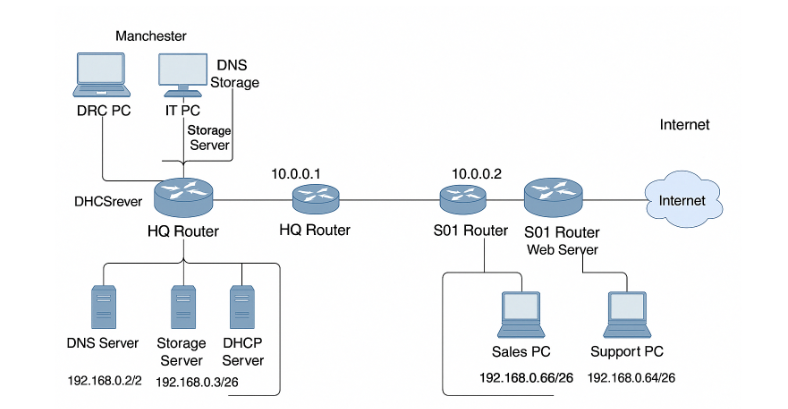 Manchester
DNS
Storage
DRC PC
IT PC
Storage
Server
Internet
10.0.0.1
10.0.0.2
DHCSrever
Internet
HQ Router
HQ Router
S01 Router
S01 Router
Web Server
DNS Server
Storage
Server
DHCP
Server
Sales PC
Support PC
192.168.0.2/2
192.168.0.3/26
192.168.0.66/26
192.168.0.64/26